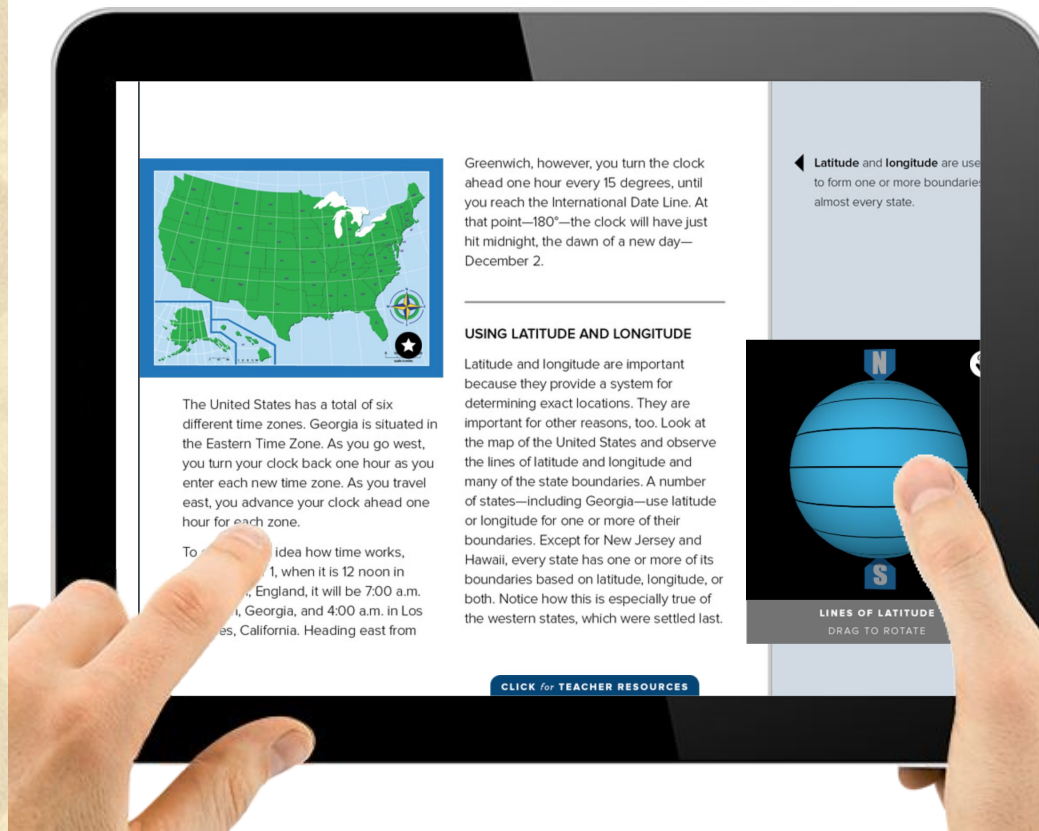 The United States has a total of six
different time zones. Georgia is situated in
the Eastern Time Zone. As you go west,
you turn your clock back one hour as you
enter each new time zone. As you travel
east, you advance your clock ahead one
hour for each zone.
To idea how time works,
1, when it is 12 noon in
England, it will be 7:00 a.m.
Georgia, and 4:00 a.m. in Los
California. Heading east from
Greenwich, however, you turn the clock
ahead one hour every 15 degrees, until
you reach the International Date Line. At
that point—180°—the clock will have just
hit midnight, the dawn of a new day—
December 2.
USING LATITUDE AND LONGITUDE
Latitude and longitude are important
because they provide a system for
determining exact locations. They are
important for other reasons, too. Look at
the map of the United States and observe
the lines of latitude and longitude and
many of the state boundaries. A number
of states—including Georgia—use latitude
or longitude for one or more of their
boundaries. Except for New Jersey and
Hawaii, every state has one or more of its
boundaries based on latitude, longitude, or
both. Notice how this is especially true of
the western states, which were settled last.
CLICK for TEACHER RESOURCES
Latitude and longitude are use
to form one or more boundaries
almost every state.
N
S
LINES OF LATITUDE
DRAG TO ROTATE